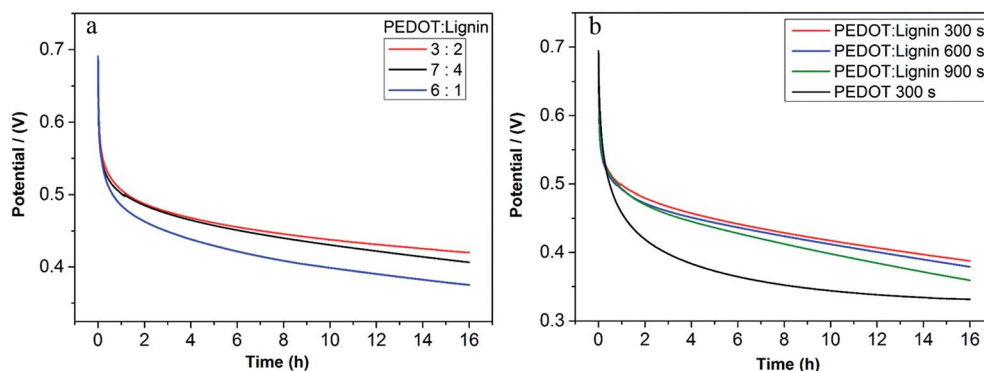 a
PEDOT:Lignin
3 : 2
7 : 4
6 : 1
0.7
0.6
0.5
0.4
Potential / (V)
0 2 4 6 8 10 12 14 16
Time (h)
b
PEDOT:Lignin 300 s
PEDOT:Lignin 600 s
PEDOT:Lignin 900 s
PEDOT 300 s
0.7
0.6
0.5
0.4
0.3
Potential / (V)
0 2 4 6 8 10 12 14 16
Time (h)